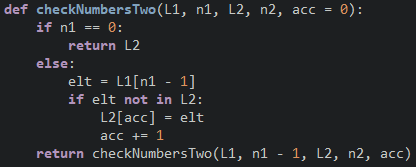 def checkNumbersTwo(L1, n1, L2, n2, acc = 0):
    if n1 == 0:
        return L2
    else:
        elt = L1[n1 - 1]
        if elt not in L2:
            L2[acc] = elt
            acc += 1
    return checkNumbersTwo(L1, n1 - 1, L2, n2, acc)